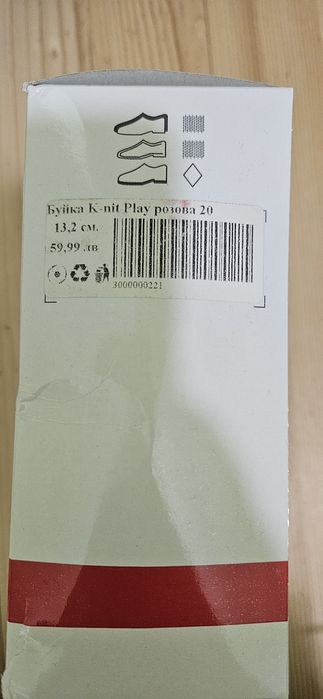 Буйка K-nit Play розова 20
13,2 см.
59,99 лв
3000000221